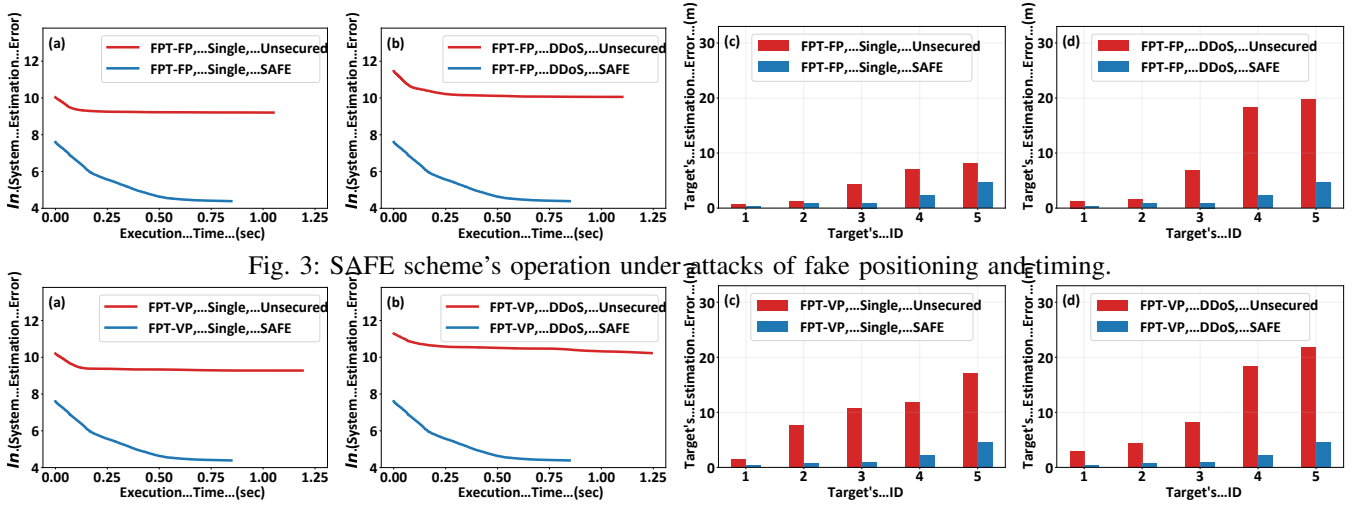 (a)
FPT-FP,...Single,...Unsecured
FPT-FP,...Single,...SAFE
ln.(System...Estimation...Error)
12
10
8
6
4
0.00 0.25 0.50 0.75 1.00 1.25
Execution...Time...(sec)
(b)
FPT-FP,...DDoS,...Unsecured
FPT-FP,...DDoS,...SAFE
ln.(System...Estimation...Error)
12
10
8
6
4
0.00 0.25 0.50 0.75 1.00 1.25
Execution...Time...(sec)
(c)
FPT-FP,...Single,...Unsecured
FPT-FP,...Single,...SAFE
Target's...Estimation...Error...(m)
30
20
10
0
1 2 3 4 5
Target's...ID
(d)
FPT-FP,...DDoS,...Unsecured
FPT-FP,...DDoS,...SAFE
Target's...Estimation...Error...(m)
30
20
10
0
1 2 3 4 5
Target's...ID
Fig. 3: SAFE scheme's operation under attacks of fake positioning and timing.
(a)
FPT-VP,...Single,...Unsecured
FPT-VP,...Single,...SAFE
ln.(System...Estimation...Error)
12
10
8
6
4
0.00 0.25 0.50 0.75 1.00 1.25
Execution...Time...(sec)
(b)
FPT-VP,...DDoS,...Unsecured
FPT-VP,...DDoS,...SAFE
ln.(System...Estimation...Error)
12
10
8
6
4
0.00 0.25 0.50 0.75 1.00 1.25
Execution...Time...(sec)
(c)
FPT-VP,...Single,...Unsecured
FPT-VP,...Single,...SAFE
Target's...Estimation...Error...(m)
30
20
10
0
1 2 3 4 5
Target's...ID
(d)
FPT-VP,...DDoS,...Unsecured
FPT-VP,...DDoS,...SAFE
Target's...Estimation...Error...(m)
30
20
10
0
1 2 3 4 5
Target's...ID